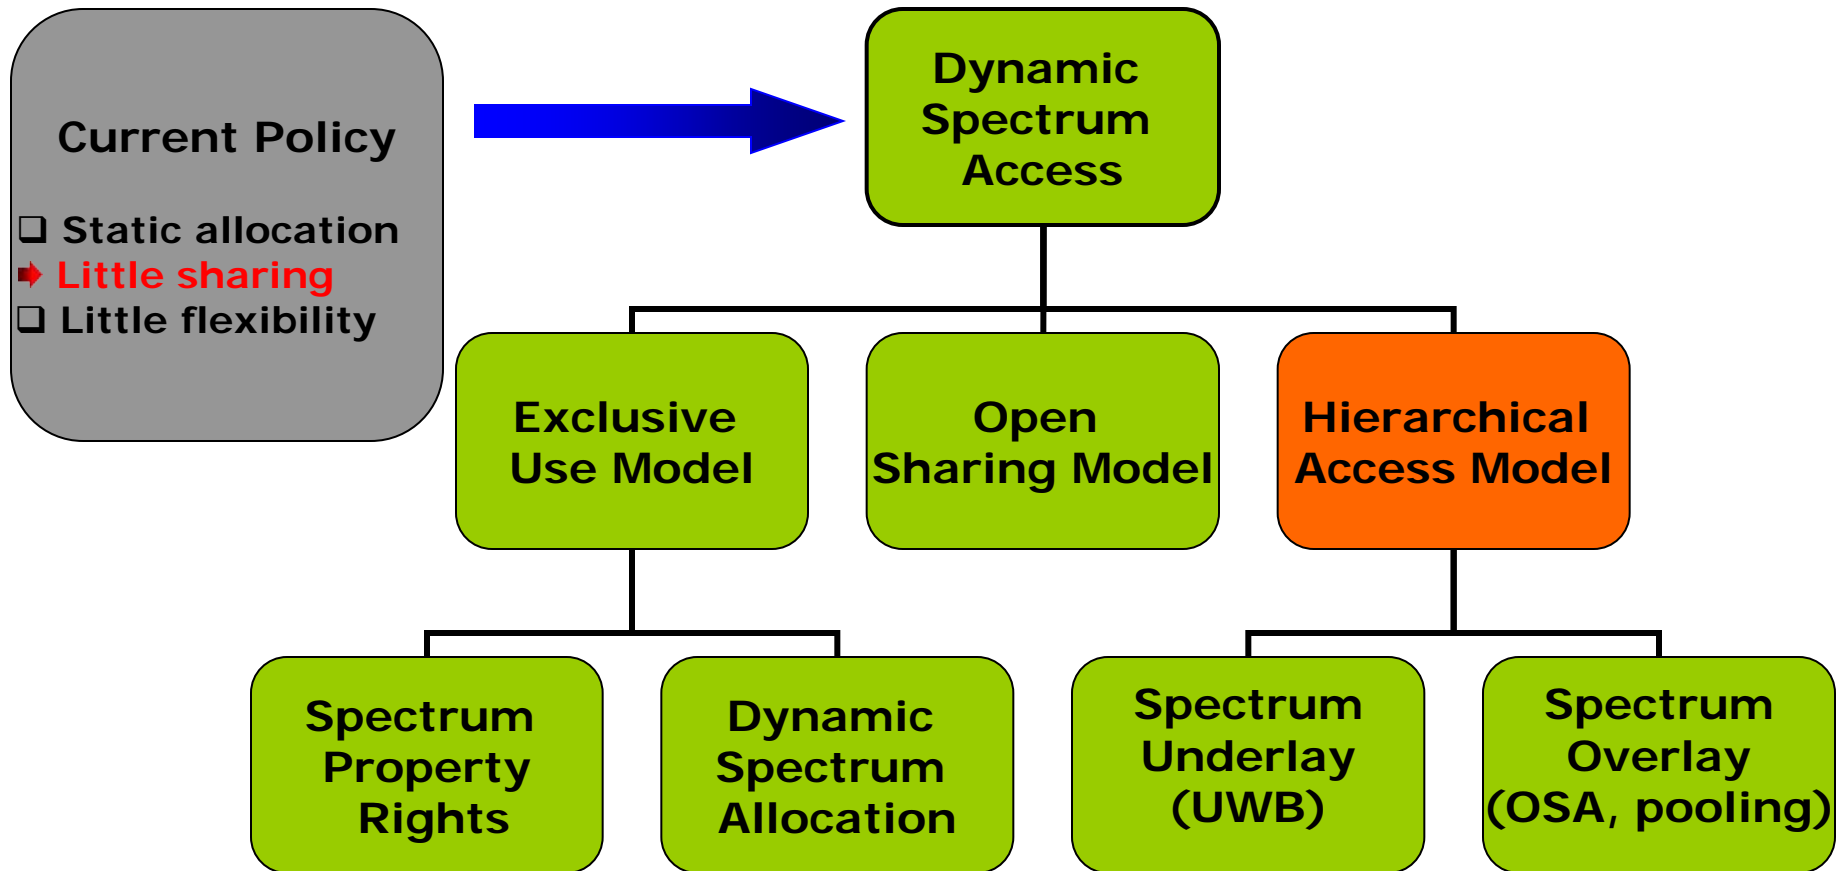 Current Policy
❑ Static allocation
➧ Little sharing
❑ Little flexibility
Dynamic
Spectrum
Access
Exclusive
Use Model
Open
Sharing Model
Hierarchical
Access Model
Spectrum
Property
Rights
Dynamic
Spectrum
Allocation
Spectrum
Underlay
(UWB)
Spectrum
Overlay
(OSA, pooling)